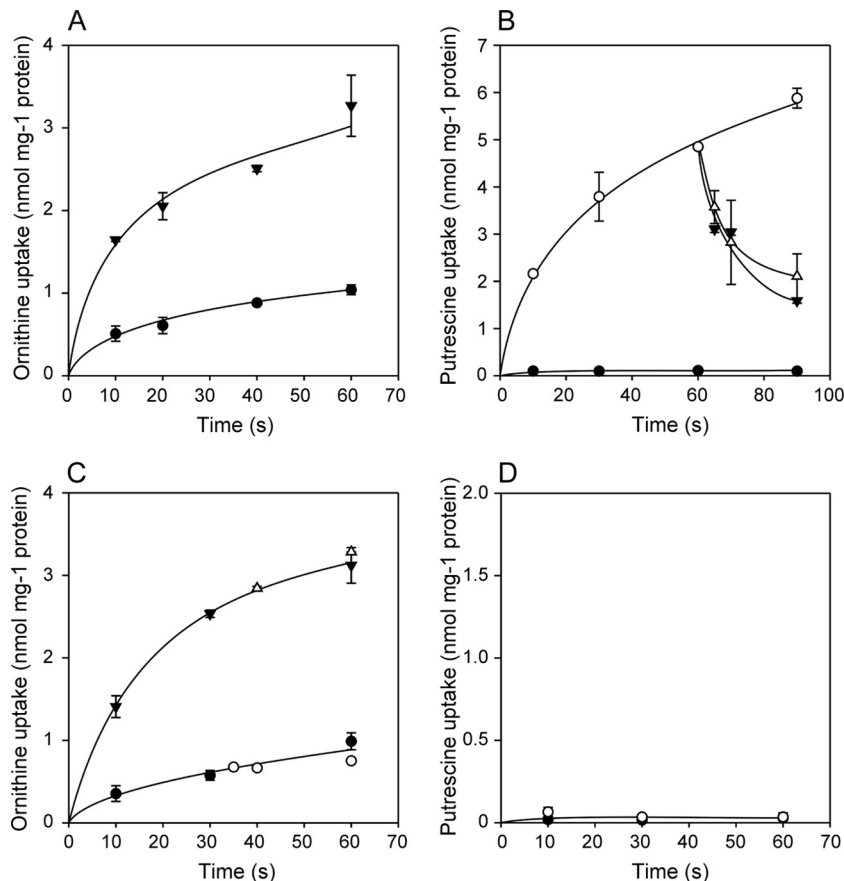 A
Ornithine uptake (nmol mg-1 protein)
4
3
2
1
0
0 10 20 30 40 50 60 70
Time (s)
B
Putrescine uptake (nmol mg-1 protein)
7
6
5
4
3
2
1
0
0 20 40 60 80 100
Time (s)
C
Ornithine uptake (nmol mg-1 protein)
4
3
2
1
0
0 10 20 30 40 50 60 70
Time (s)
D
Putrescine uptake (nmol mg-1 protein)
2.0
1.5
1.0
0.5
0
0 10 20 30 40 50 60 70
Time (s)